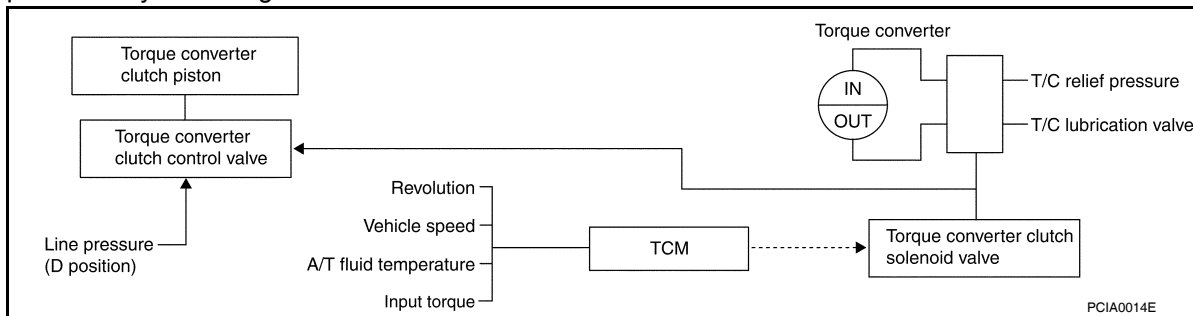 Torque converter
clutch piston
Torque converter
clutch control valve
Line pressure
(D position)
Revolution
Vehicle speed
A/T fluid temperature
Input torque
TCM
Torque converter
IN
OUT
T/C relief pressure
T/C lubrication valve
Torque converter clutch
solenoid valve
PCIA0014E